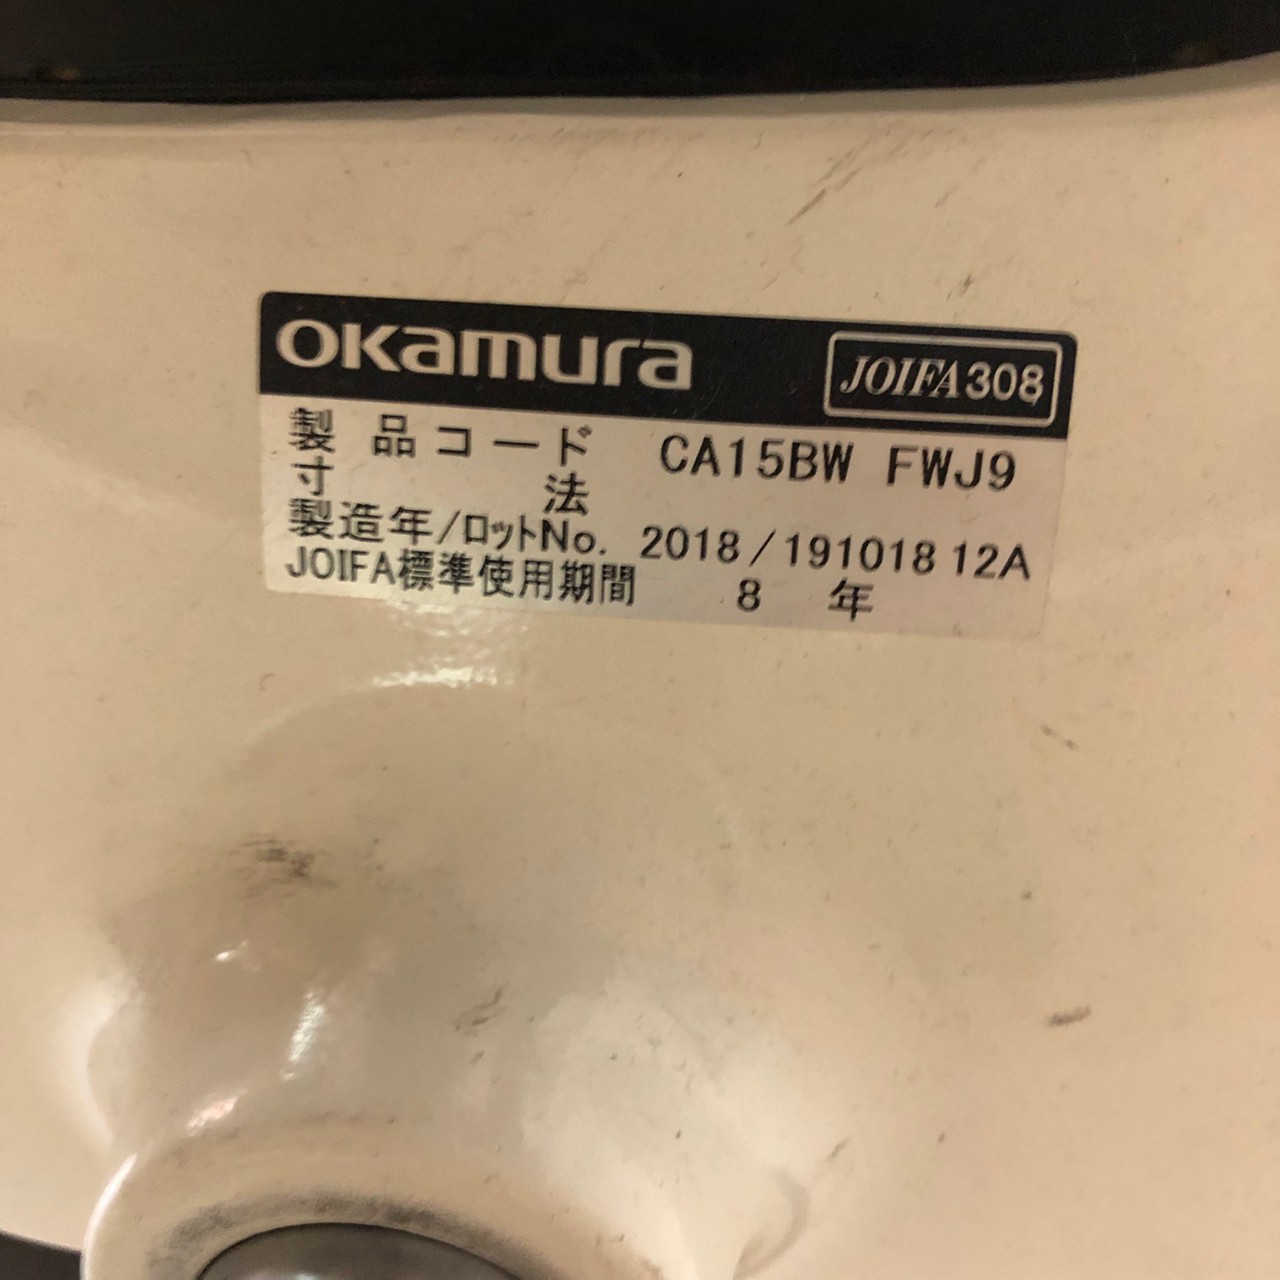 OKamura JOIFA308
製品コード CA15BW FWJ9
寸法
製造年/ロットNo. 2018/191018 12A
JOIFA標準使用期間 8 年